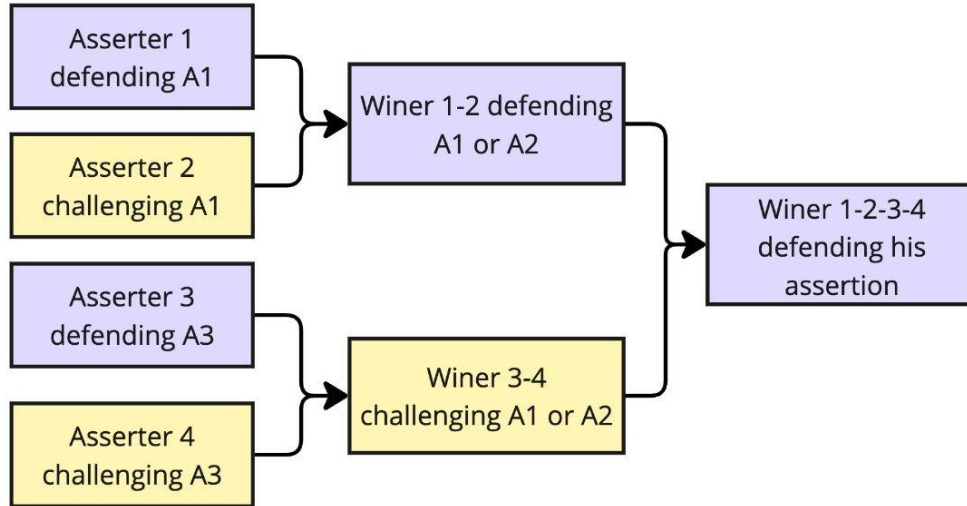 Asserter 1
defending A1
Asserter 2
challenging A1
Asserter 3
defending A3
Asserter 4
challenging A3
Winer 1-2 defending
A1 or A2
Winer 3-4
challenging A1 or A2
Winer 1-2-3-4
defending his
assertion